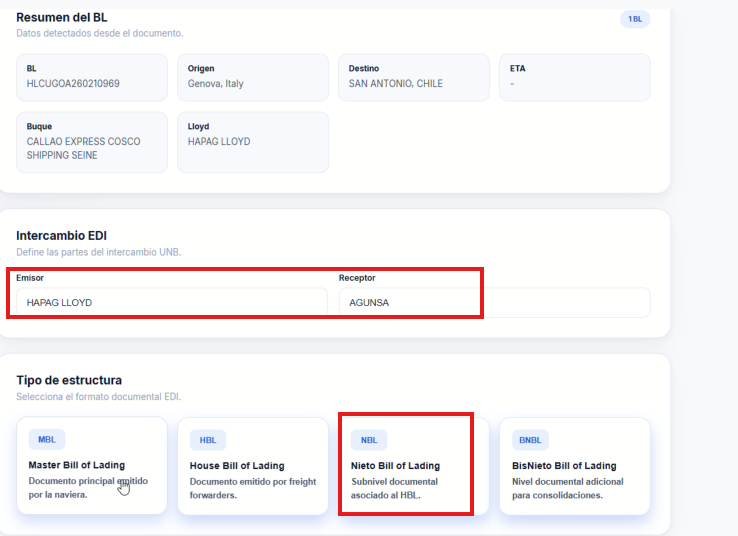 Resumen del BL
1 BL
Datos detectados desde el documento.
BL
HLCUGOA260210969
Origen
Genova, Italy
Destino
SAN ANTONIO, CHILE
ETA
-
Buque
CALLAO EXPRESS COSCO
SHIPPING SEINE
Lloyd
HAPAG LLOYD
Intercambio EDI
Define las partes del intercambio UNB.
Emisor
HAPAG LLOYD
Receptor
AGUNSA
Tipo de estructura
Selecciona el formato documental EDI.
MBL
Master Bill of Lading
Documento principal emitido
por la naviera.
HBL
House Bill of Lading
Documento emitido por freight
forwarders.
NBL
Nieto Bill of Lading
Subnivel documental
asociado al HBL.
BNBL
BisNieto Bill of Lading
Nivel documental adicional
para consolidaciones.